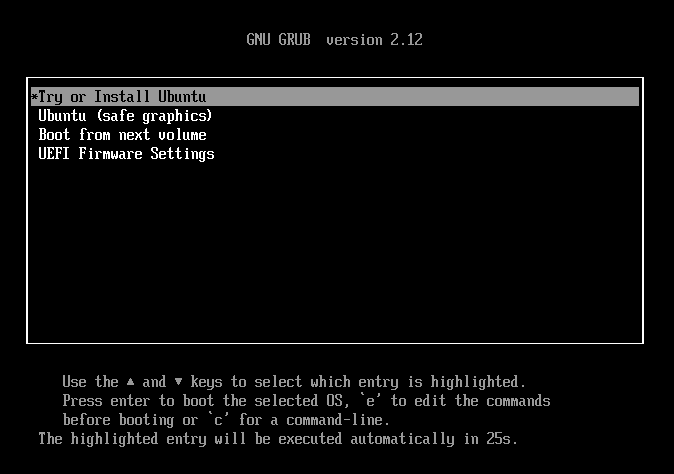 GNU GRUB  version 2.12
*Try or Install Ubuntu
Ubuntu (safe graphics)
Boot from next volume
UEFI Firmware Settings
Use the ▲ and ▼ keys to select which entry is highlighted.
Press enter to boot the selected OS, `e' to edit the commands
before booting or `c' for a command-line.
The highlighted entry will be executed automatically in 25s.